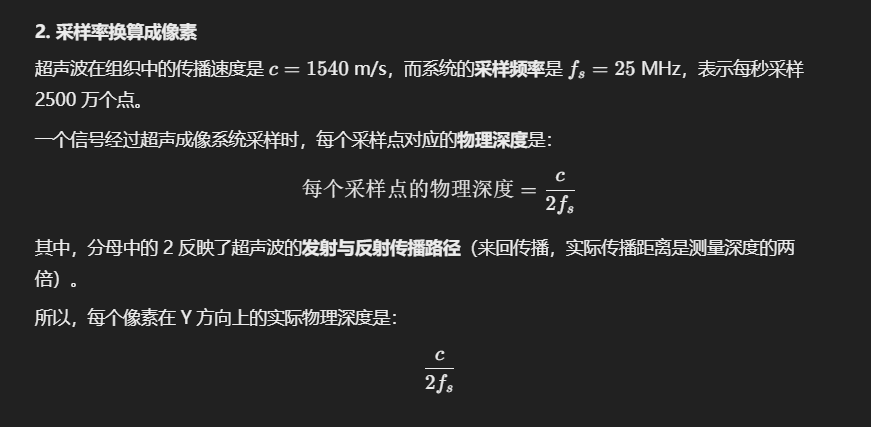 2. 采样率换算成像素
超声波在组织中的传播速度是 c = 1540 m/s，而系统的采样频率是 fₛ = 25 MHz，表示每秒采样
2500 万个点。
一个信号经过超声成像系统采样时，每个采样点对应的物理深度是：
每个采样点的物理深度 = c / 2fₛ
其中，分母中的 2 反映了超声波的发射与反射传播路径（来回传播，实际传播距离是测量深度的两
倍）。
所以，每个像素在 Y 方向上的实际物理深度是：
c / 2fₛ